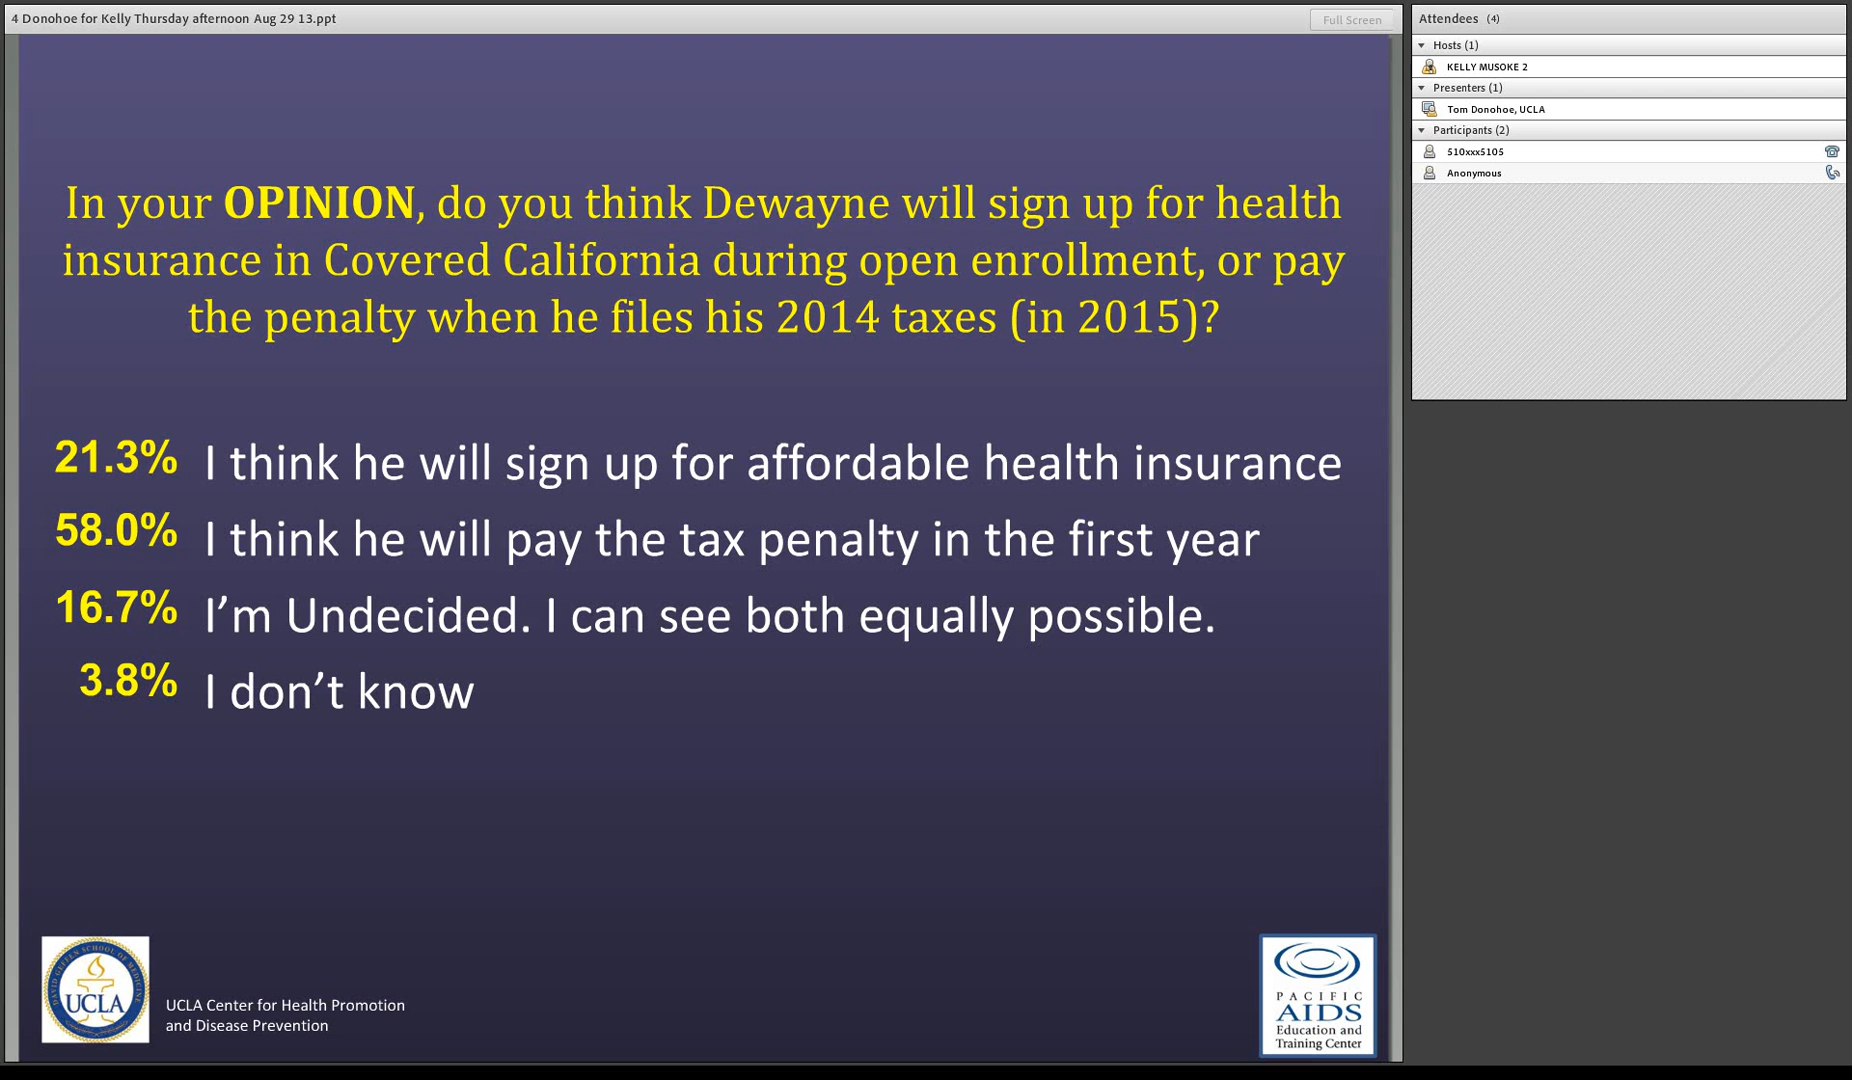 4 Donohoe for Kelly Thursday afternoon Aug 29 13.ppt
Full Screen
In your OPINION, do you think Dewayne will sign up for health
insurance in Covered California during open enrollment, or pay
the penalty when he files his 2014 taxes (in 2015)?
21.3% I think he will sign up for affordable health insurance
58.0% I think he will pay the tax penalty in the first year
16.7% I’m Undecided. I can see both equally possible.
3.8% I don’t know
DAVID GEFFEN SCHOOL OF MEDICINE
UCLA
UCLA Center for Health Promotion
and Disease Prevention
PACIFIC
AIDS
Education and
Training Center
Attendees (4)
Hosts (1)
KELLY MUSOKE 2
Presenters (1)
Tom Donohoe, UCLA
Participants (2)
510xxx5105
Anonymous